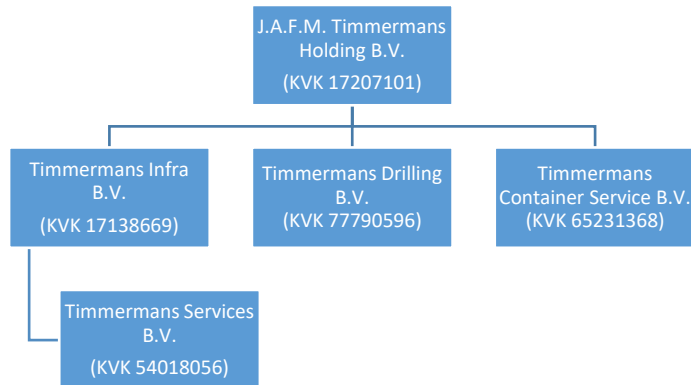 J.A.F.M. Timmermans
Holding B.V.
(KVK 17207101)
Timmermans Infra
B.V.
(KVK 17138669)
Timmermans Drilling
B.V.
(KVK 77790596)
Timmermans
Container Service B.V.
(KVK 65231368)
Timmermans Services
B.V.
(KVK 54018056)